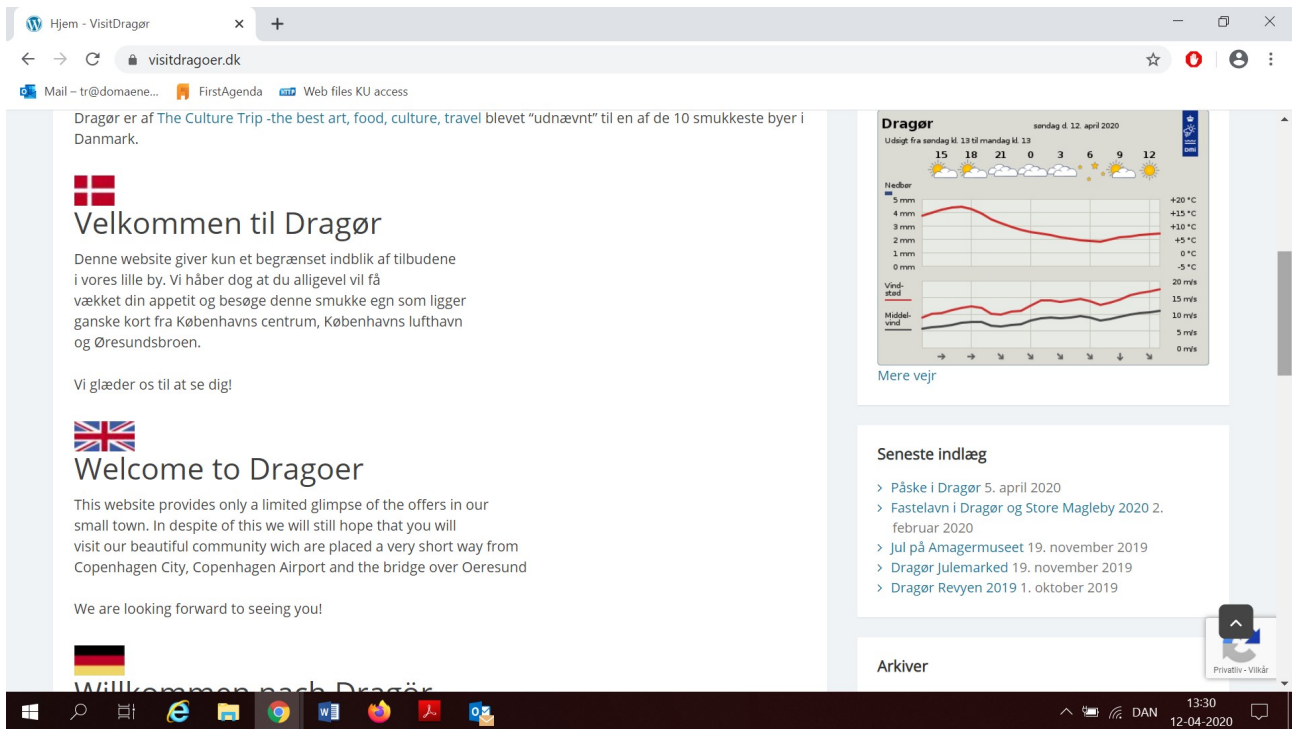 Hjem - VisitDragør
visitdragoer.dk
Mail – tr@domaene...
FirstAgenda
Web files KU access
Dragør er af The Culture Trip -the best art, food, culture, travel blevet “udnævnt” til en af de 10 smukkeste byer i
Danmark.
Velkommen til Dragør
Denne website giver kun et begrænset indblik af tilbudene
i vores lille by. Vi håber dog at du alligevel vil få
vækket din appetit og besøge denne smukke egn som ligger
ganske kort fra Københavns centrum, Københavns lufthavn
og Øresundsbroen.
Vi glæder os til at se dig!
Welcome to Dragoer
This website provides only a limited glimpse of the offers in our
small town. In despite of this we will still hope that you will
visit our beautiful community wich are placed a very short way from
Copenhagen City, Copenhagen Airport and the bridge over Oeresund
We are looking forward to seeing you!
Willkommen nach Dragör
Dragør søndag d. 12. april 2020
Udsigt fra søndag kl. 13 til mandag kl. 13
DMI
15 18 21 0 3 6 9 12
Nedbør
5 mm +20 °C
4 mm +15 °C
3 mm +10 °C
2 mm +5 °C
1 mm 0 °C
0 mm -5 °C
Vind-
stød
20 m/s
15 m/s
Middel-
vind
10 m/s
5 m/s
0 m/s
Mere vejr
Seneste indlæg
Påske i Dragør 5. april 2020
Fastelavn i Dragør og Store Magleby 2020 2.
februar 2020
Jul på Amagermuseet 19. november 2019
Dragør Julemarked 19. november 2019
Dragør Revyen 2019 1. oktober 2019
Arkiver
Privatliv - Vilkår
DAN
13:30
12-04-2020